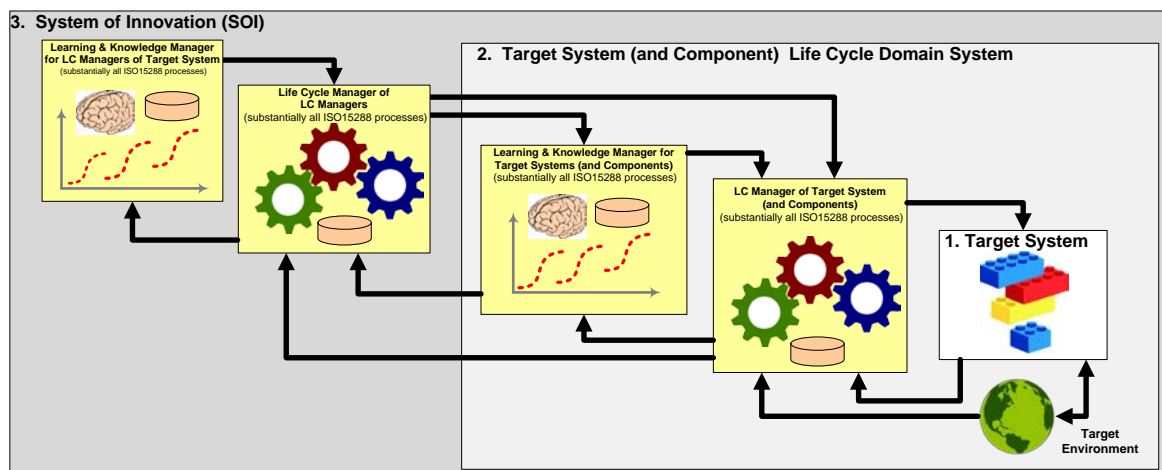 3. System of Innovation (SOI)
Learning & Knowledge Manager
for LC Managers of Target System
(substantially all ISO15288 processes)
2. Target System (and Component) Life Cycle Domain System
Life Cycle Manager of
LC Managers
(substantially all ISO15288 processes)
Learning & Knowledge Manager for
Target Systems (and Components)
(substantially all ISO15288 processes)
LC Manager of Target System
(and Components)
(substantially all ISO15288 processes)
1. Target System
Target
Environment